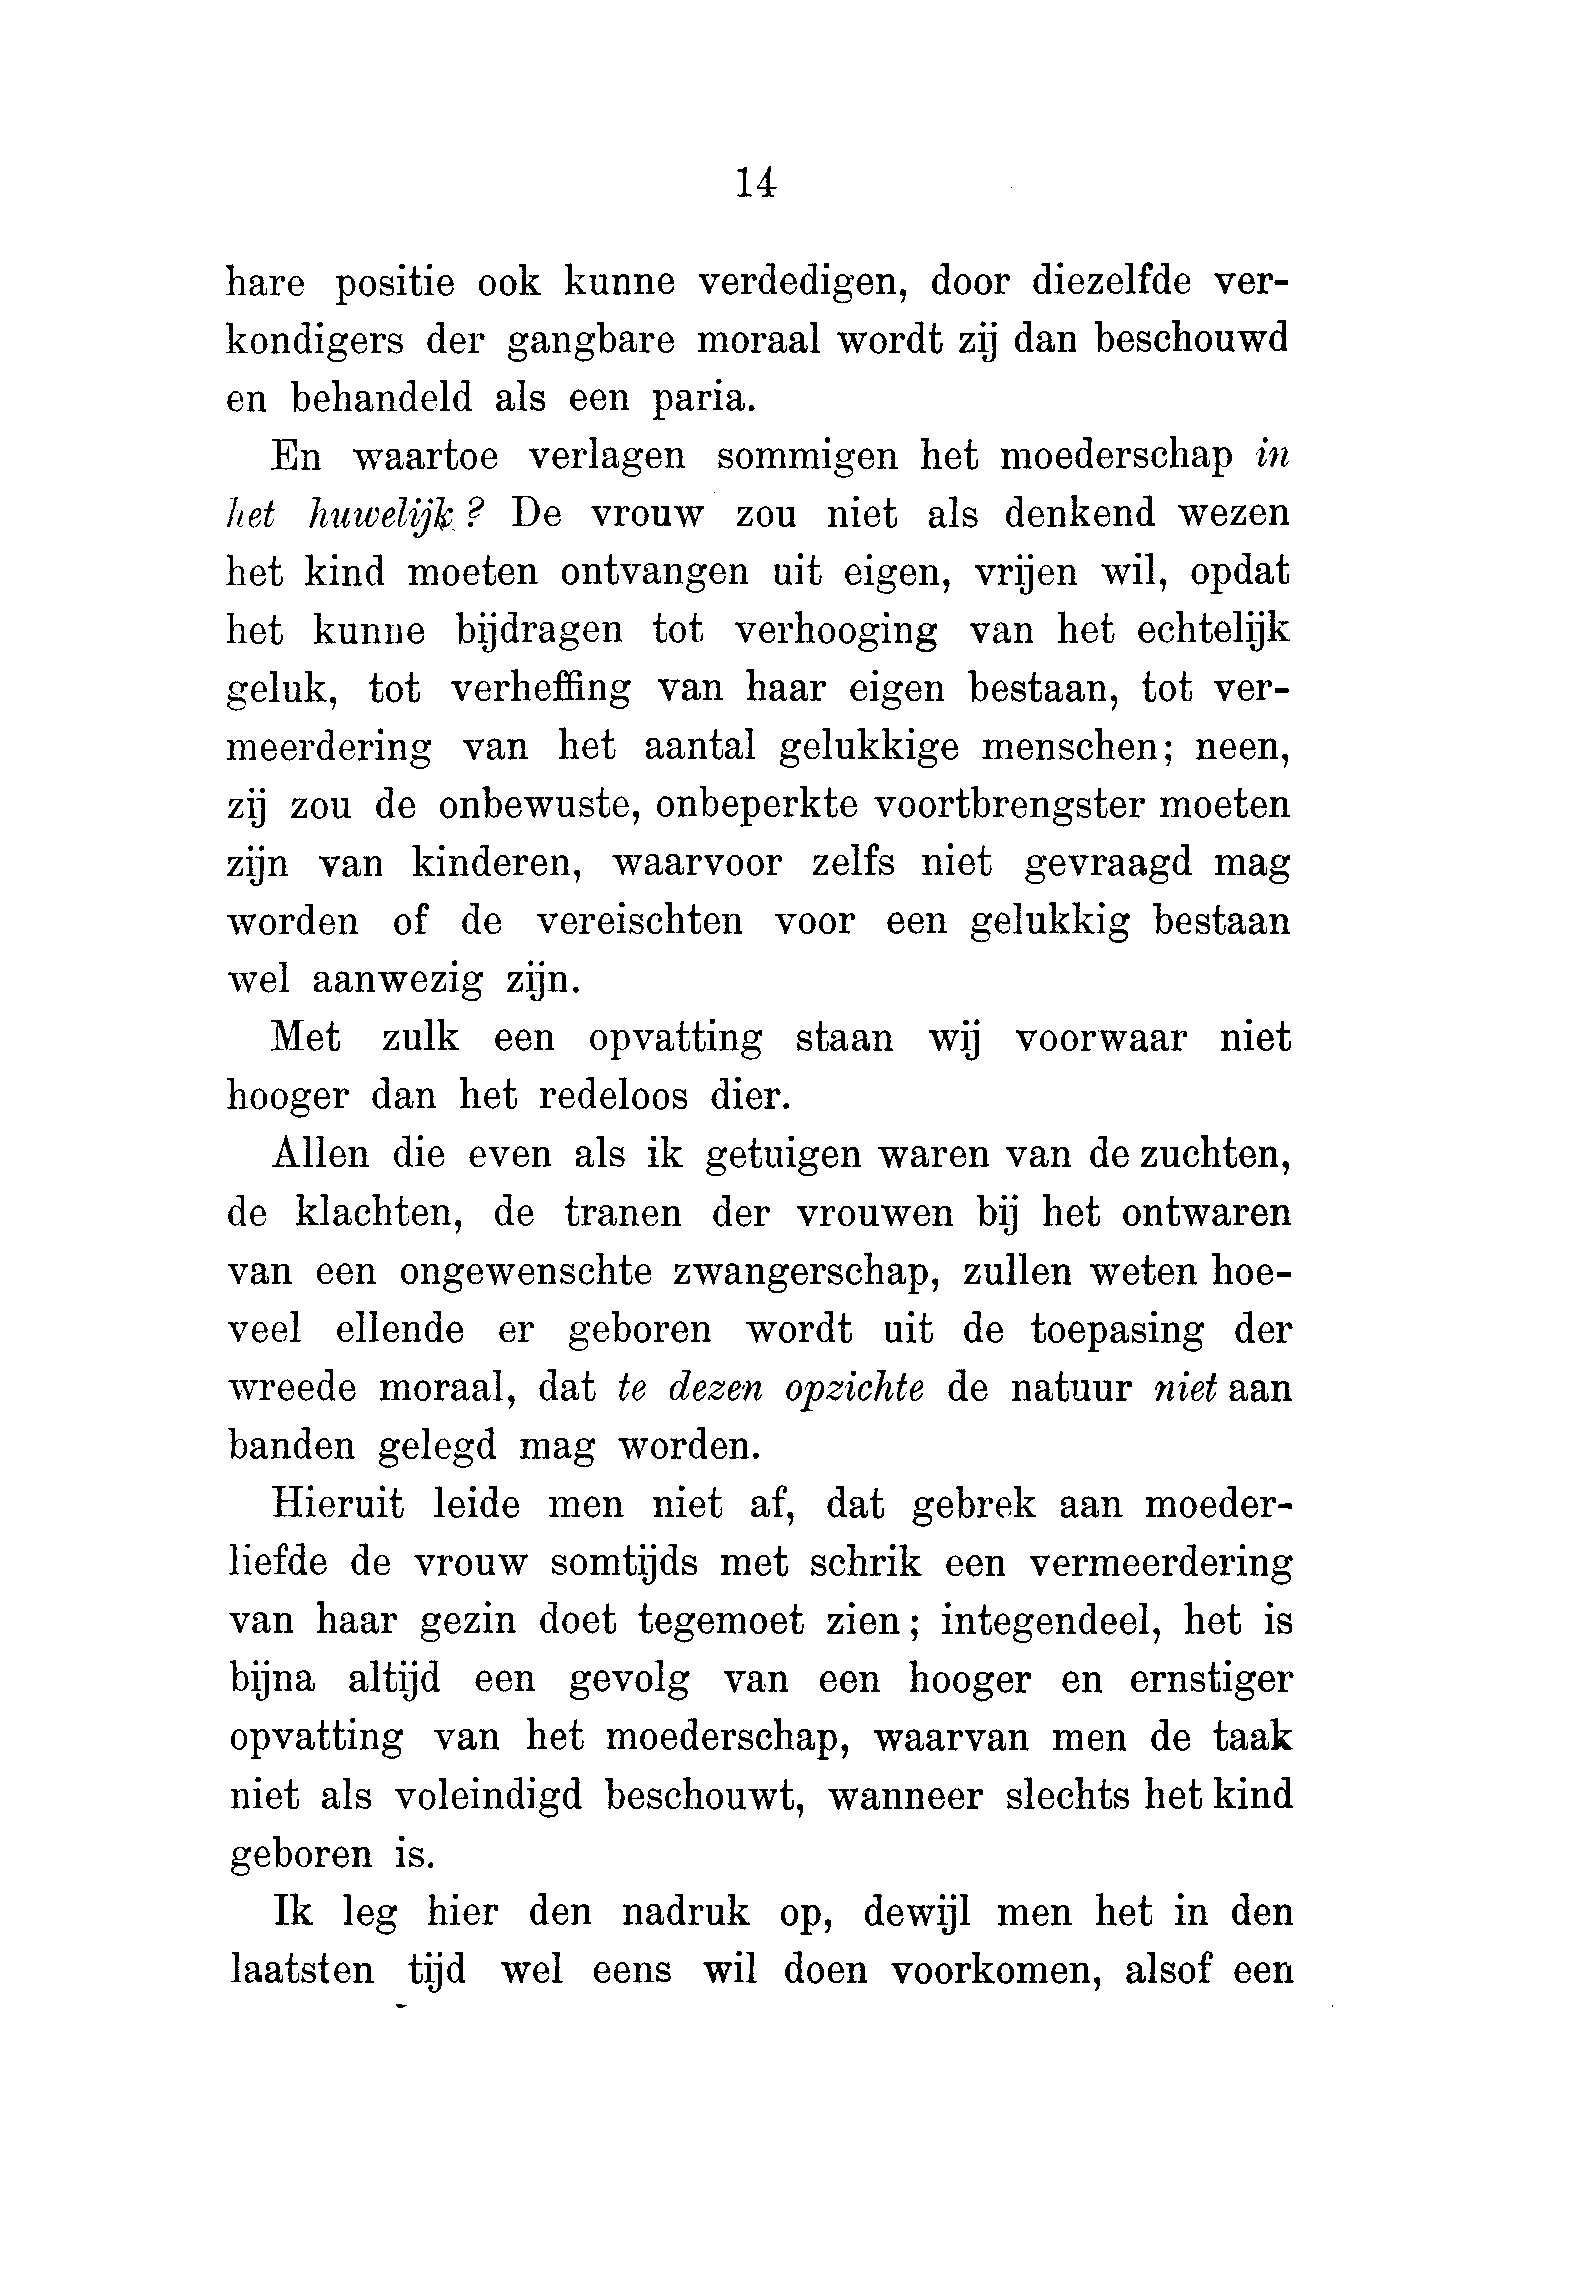 14
hare positie ook kunne verdedigen, door diezelfde ver-
kondigers der gangbare moraal wordt zij dan beschouwd
en behandeld als een paria.
En waartoe verlagen sommigen het moederschap in
het huwelijk? De vrouw zou niet als denkend wezen
het kind moeten ontvangen uit eigen, vrijen wil, opdat
het kunne bijdragen tot verhooging van het echtelijk
geluk, tot verheffing van haar eigen bestaan, tot ver-
meerdering van het aantal gelukkige menschen; neen,
zij zou de onbewuste, onbeperkte voortbrengster moeten
zijn van kinderen, waarvoor zelfs niet gevraagd mag
worden of de vereischten voor een gelukkig bestaan
wel aanwezig zijn.
Met zulk een opvatting staan wij voorwaar niet
hooger dan het redeloos dier.
Allen die even als ik getuigen waren van de zuchten,
de klachten, de tranen der vrouwen bij het ontwaren
van een ongewenschte zwangerschap, zullen weten hoe-
veel ellende er geboren wordt uit de toepasing der
wreede moraal, dat te dezen opzichte de natuur niet aan
banden gelegd mag worden.
Hieruit leide men niet af, dat gebrek aan moeder-
liefde de vrouw somtijds met schrik een vermeerdering
van haar gezin doet tegemoet zien; integendeel, het is
bijna altijd een gevolg van een hooger en ernstiger
opvatting van het moederschap, waarvan men de taak
niet als voleindigd beschouwt, wanneer slechts het kind
geboren is.
Ik leg hier den nadruk op, dewijl men het in den
laatsten tijd wel eens wil doen voorkomen, alsof een